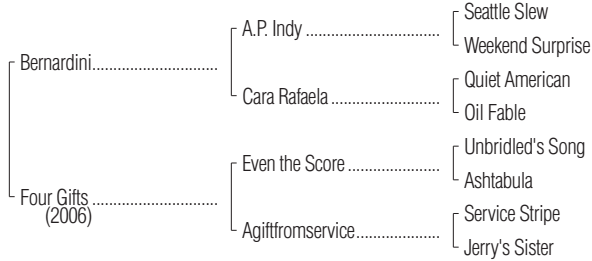 Seattle Slew
A.P. Indy ..............................
Weekend Surprise
Bernardini............................
Quiet American
Cara Rafaela ........................
Oil Fable
Unbridled's Song
Even the Score ....................
Ashtabula
Four Gifts ............................
(2006)
Service Stripe
Agiftfromservice..................
Jerry's Sister